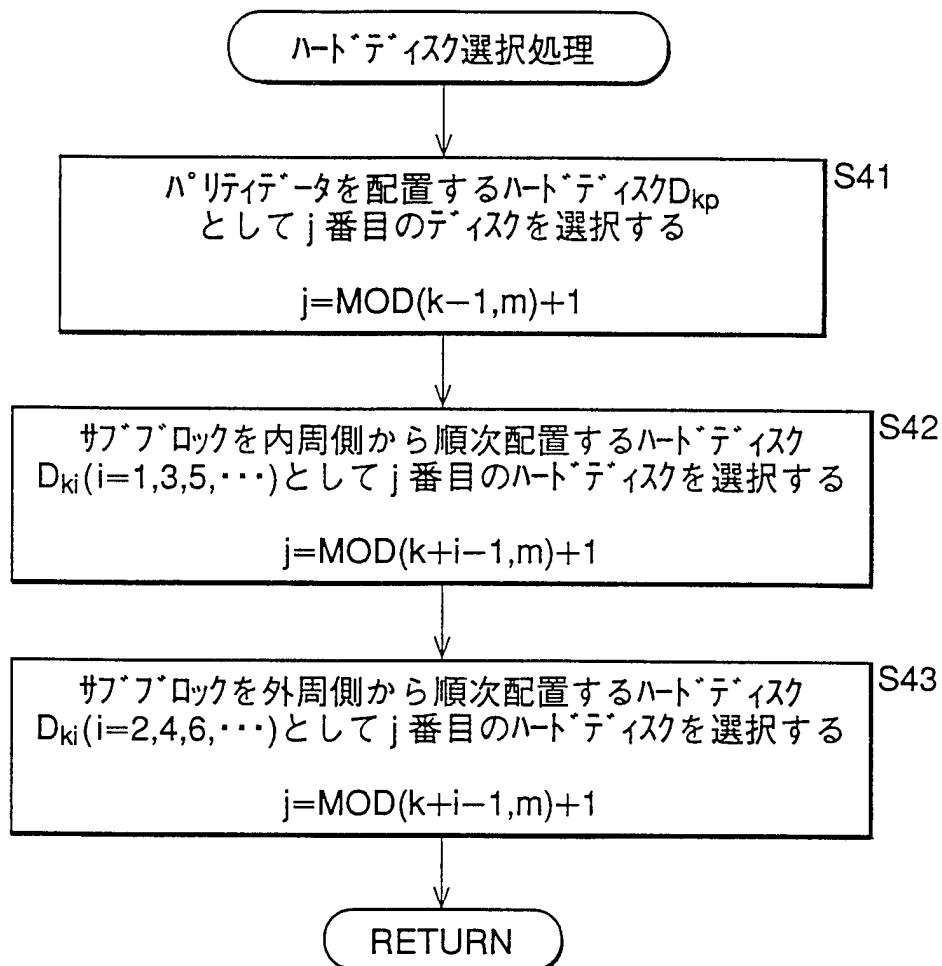 ハードディスク選択処理
S41
パリティデータを配置するハードディスクDkp
としてj番目のディスクを選択する
j=MOD(k−1,m)+1
S42
サブブロックを内周側から順次配置するハードディスク
Dki(i=1,3,5,···)としてj番目のハードディスクを選択する
j=MOD(k+i−1,m)+1
S43
サブブロックを外周側から順次配置するハードディスク
Dki(i=2,4,6,···)としてj番目のハードディスクを選択する
j=MOD(k+i−1,m)+1
RETURN